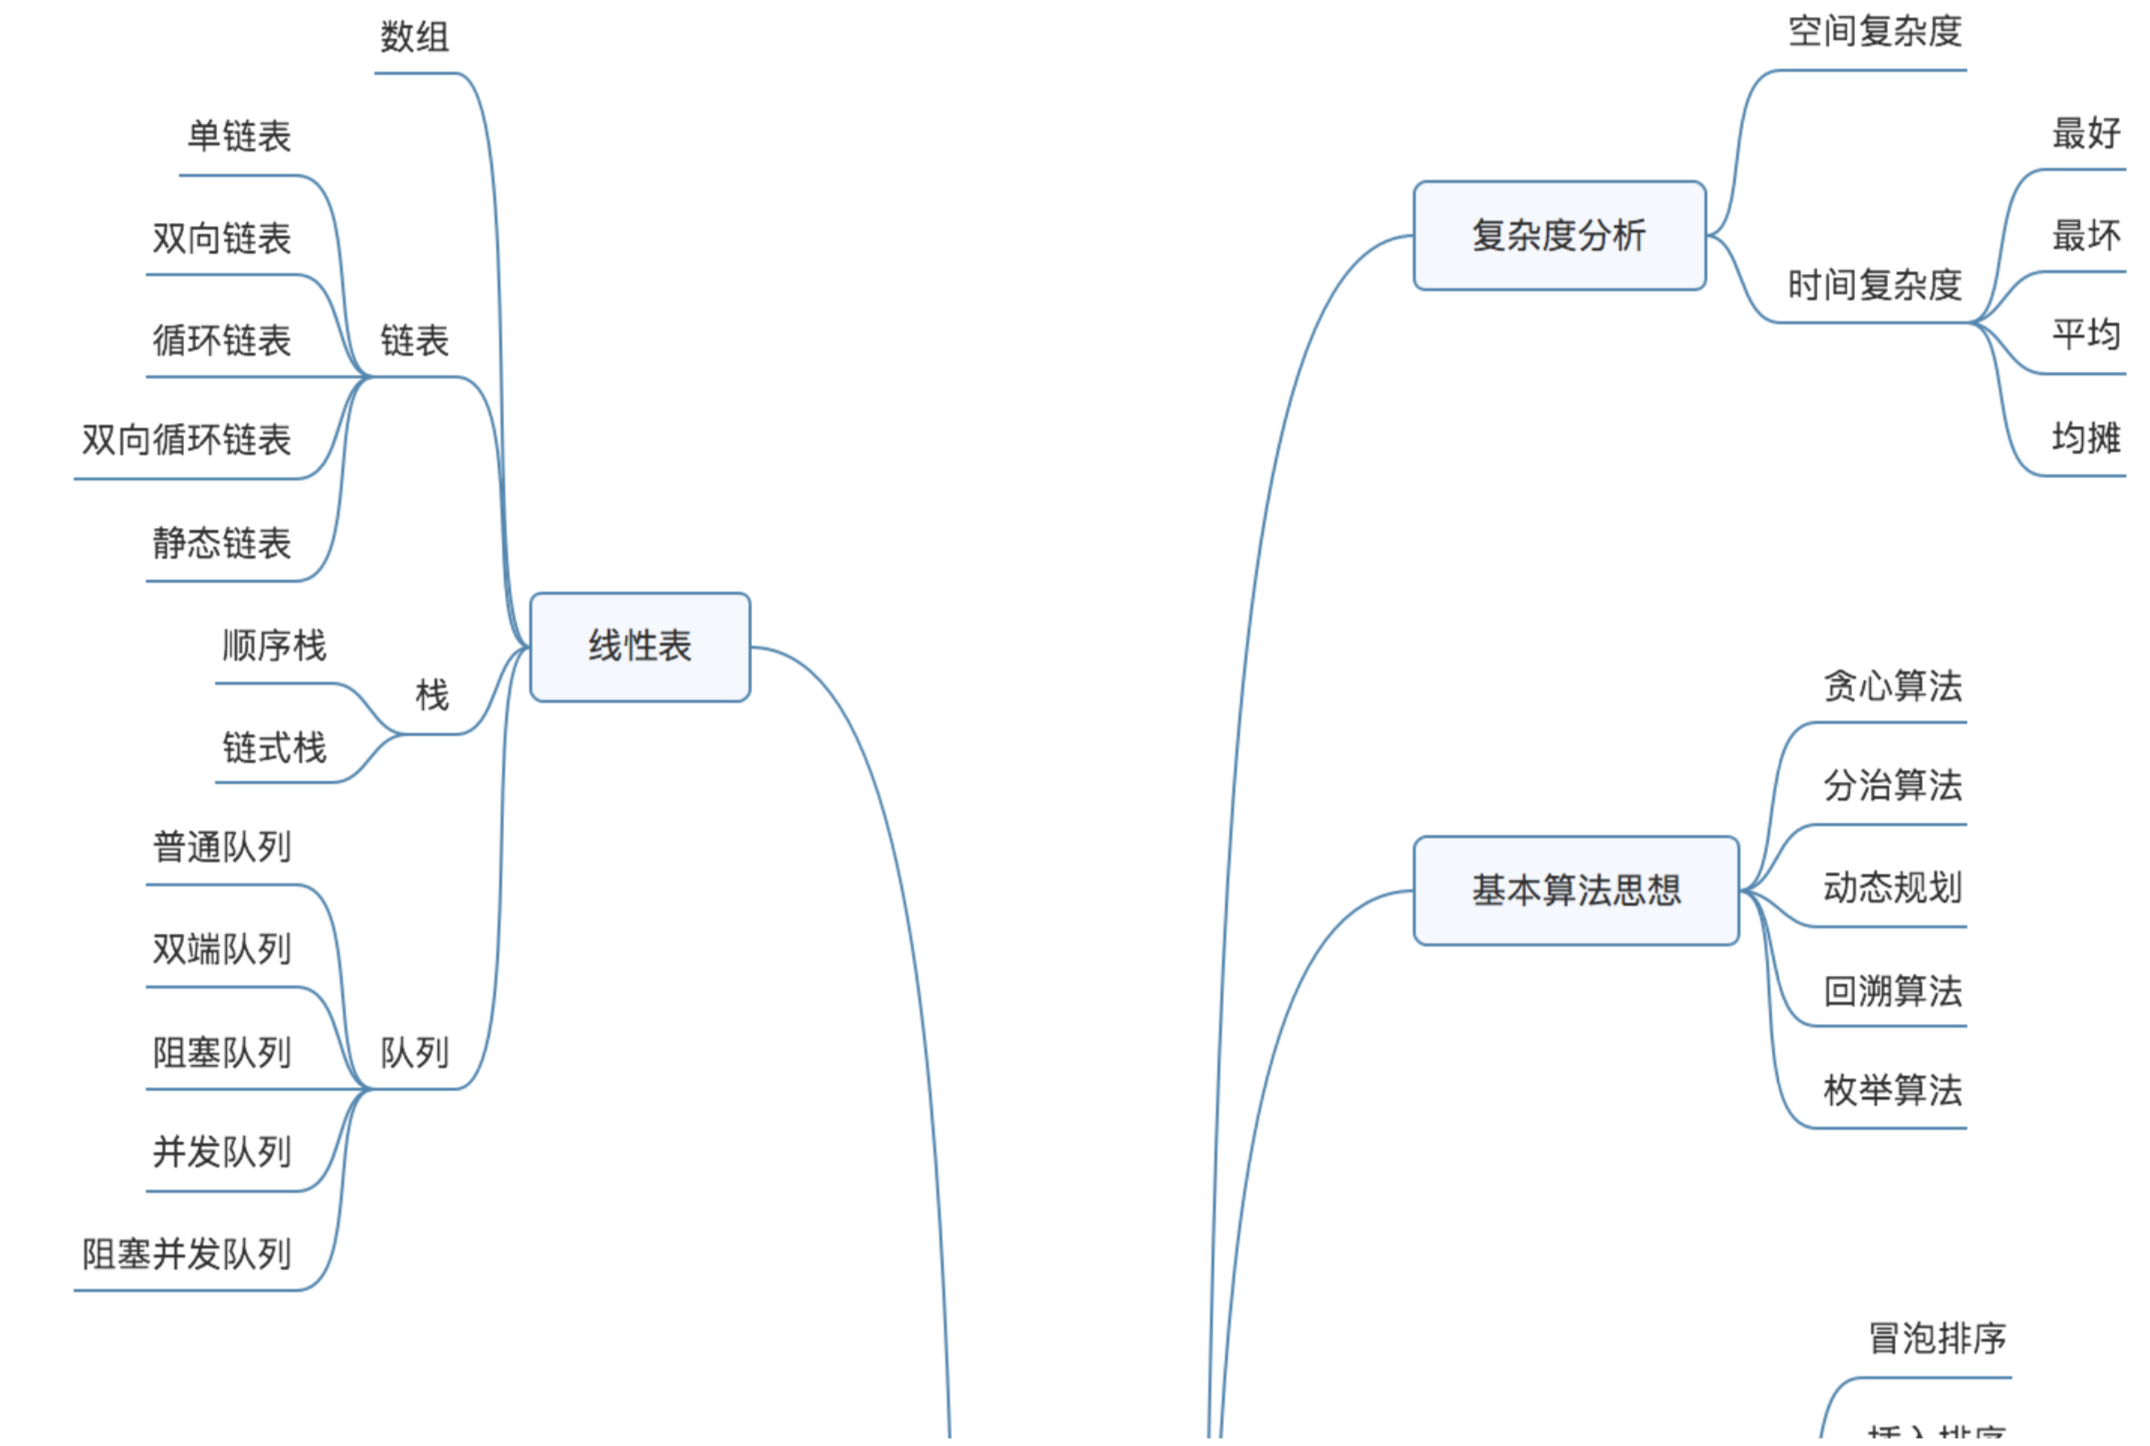 数组
单链表
双向链表
循环链表
链表
双向循环链表
静态链表
线性表
顺序栈
栈
链式栈
普通队列
双端队列
阻塞队列
队列
并发队列
阻塞并发队列
空间复杂度
最好
复杂度分析
最坏
时间复杂度
平均
均摊
贪心算法
分治算法
动态规划
基本算法思想
回溯算法
枚举算法
冒泡排序
插入排序